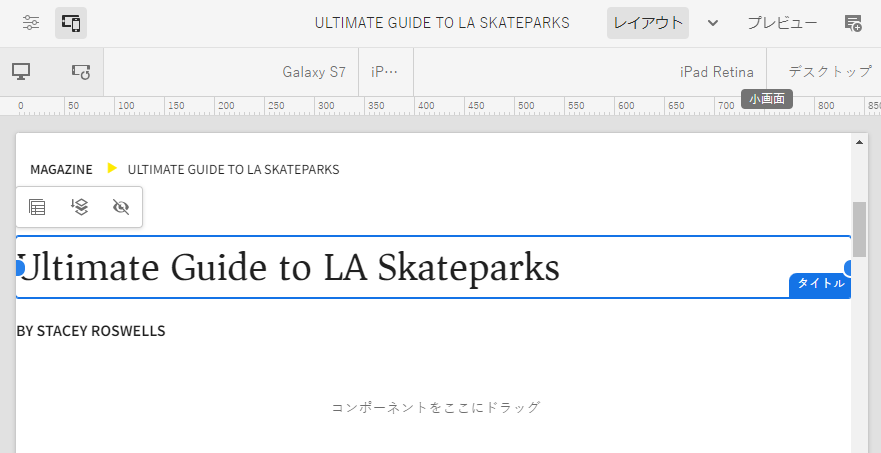 ULTIMATE GUIDE TO LA SKATEPARKS レイアウト プレビュー
Galaxy S7 iP… iPad Retina デスクトップ
0 50 100 150 200 250 300 350 400 450 500 550 600 650 700 750 800 850
小画面
MAGAZINE ULTIMATE GUIDE TO LA SKATEPARKS
Ultimate Guide to LA Skateparks
タイトル
BY STACEY ROSWELLS
コンポーネントをここにドラッグ